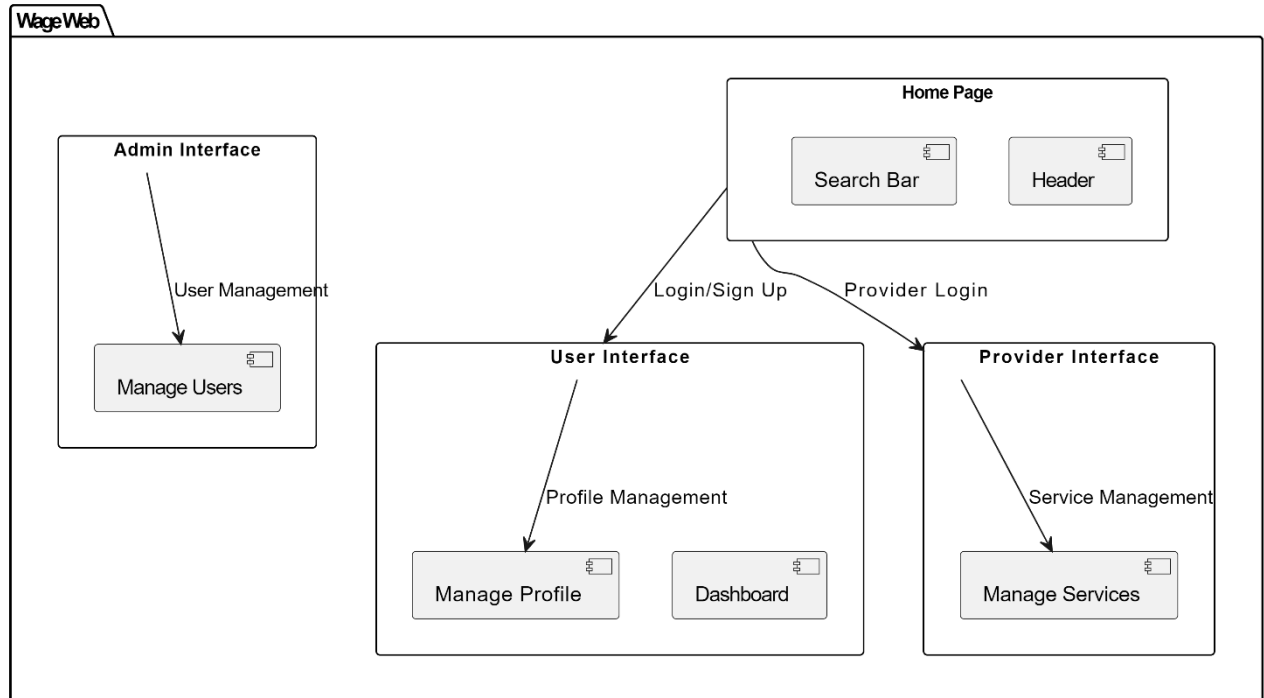 WageWeb
Home Page
Search Bar
Header
Admin Interface
User Management
Manage Users
Login/Sign Up
Provider Login
User Interface
Profile Management
Manage Profile
Dashboard
Provider Interface
Service Management
Manage Services